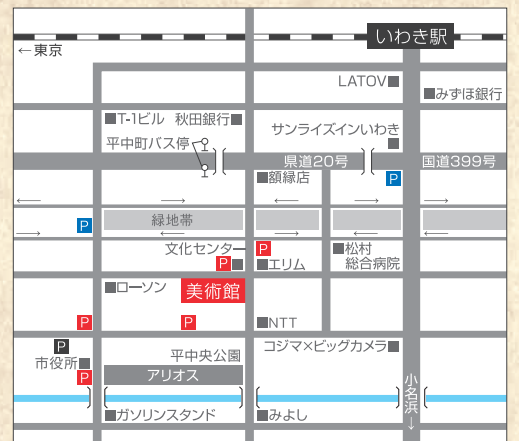 いわき駅
←東京
LATOV■
■みずほ銀行
■T-1ビル 秋田銀行■
サンライズインいわき
平中町バス停
県道20号
国道399号
■額縁店
P
P
緑地帯
文化センター
P
P
■エリム
■松村
総合病院
■ローソン
美術館
P
P
■NTT
P
市役所■
P
平中央公園
コジマ×ビッグカメラ■
アリオス
小名浜↓
■ガソリンスタンド
■みよし